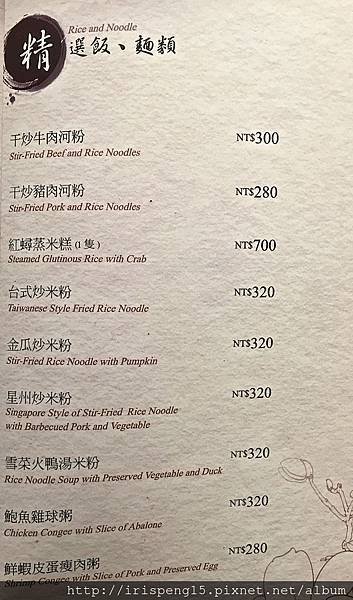 Rice and Noodle
精選飯、麵類
干炒牛肉河粉 NT$300
Stir-Fried Beef and Rice Noodles
干炒豬肉河粉 NT$280
Stir-Fried Pork and Rice Noodles
紅蟳蒸米糕 (1隻) NT$700
Steamed Glutinous Rice with Crab
台式炒米粉 NT$320
Taiwanese Style Fried Rice Noodle
金瓜炒米粉 NT$320
Stir-Fried Rice Noodle with Pumpkin
星州炒米粉 NT$320
Singapore Style of Stir-Fried Rice Noodle
with Barbecued Pork and Vegetable
雪菜火鴨湯米粉 NT$320
Rice Noodle Soup with Preserved Vegetable and Duck
鮑魚雞球粥 NT$320
Chicken Congee with Slice of Abalone
鮮蝦皮蛋瘦肉粥 NT$280
Shrimp Congee with Slice of Pork and Preserved Egg
http://irispeng15.pixnet.net/album